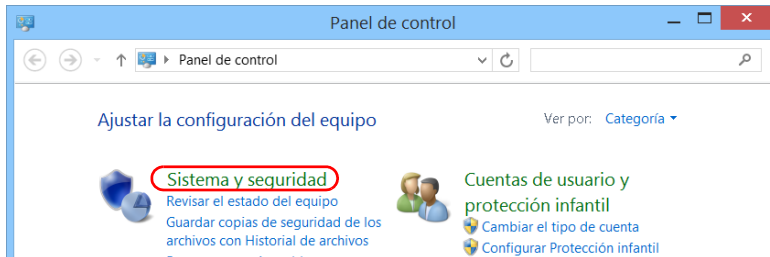 Panel de control
Panel de control
Ajustar la configuración del equipo
Ver por: Categoría
Sistema y seguridad
Revisar el estado del equipo
Guardar copias de seguridad de los
archivos con Historial de archivos
Cuentas de usuario y
protección infantil
Cambiar el tipo de cuenta
Configurar Protección infantil